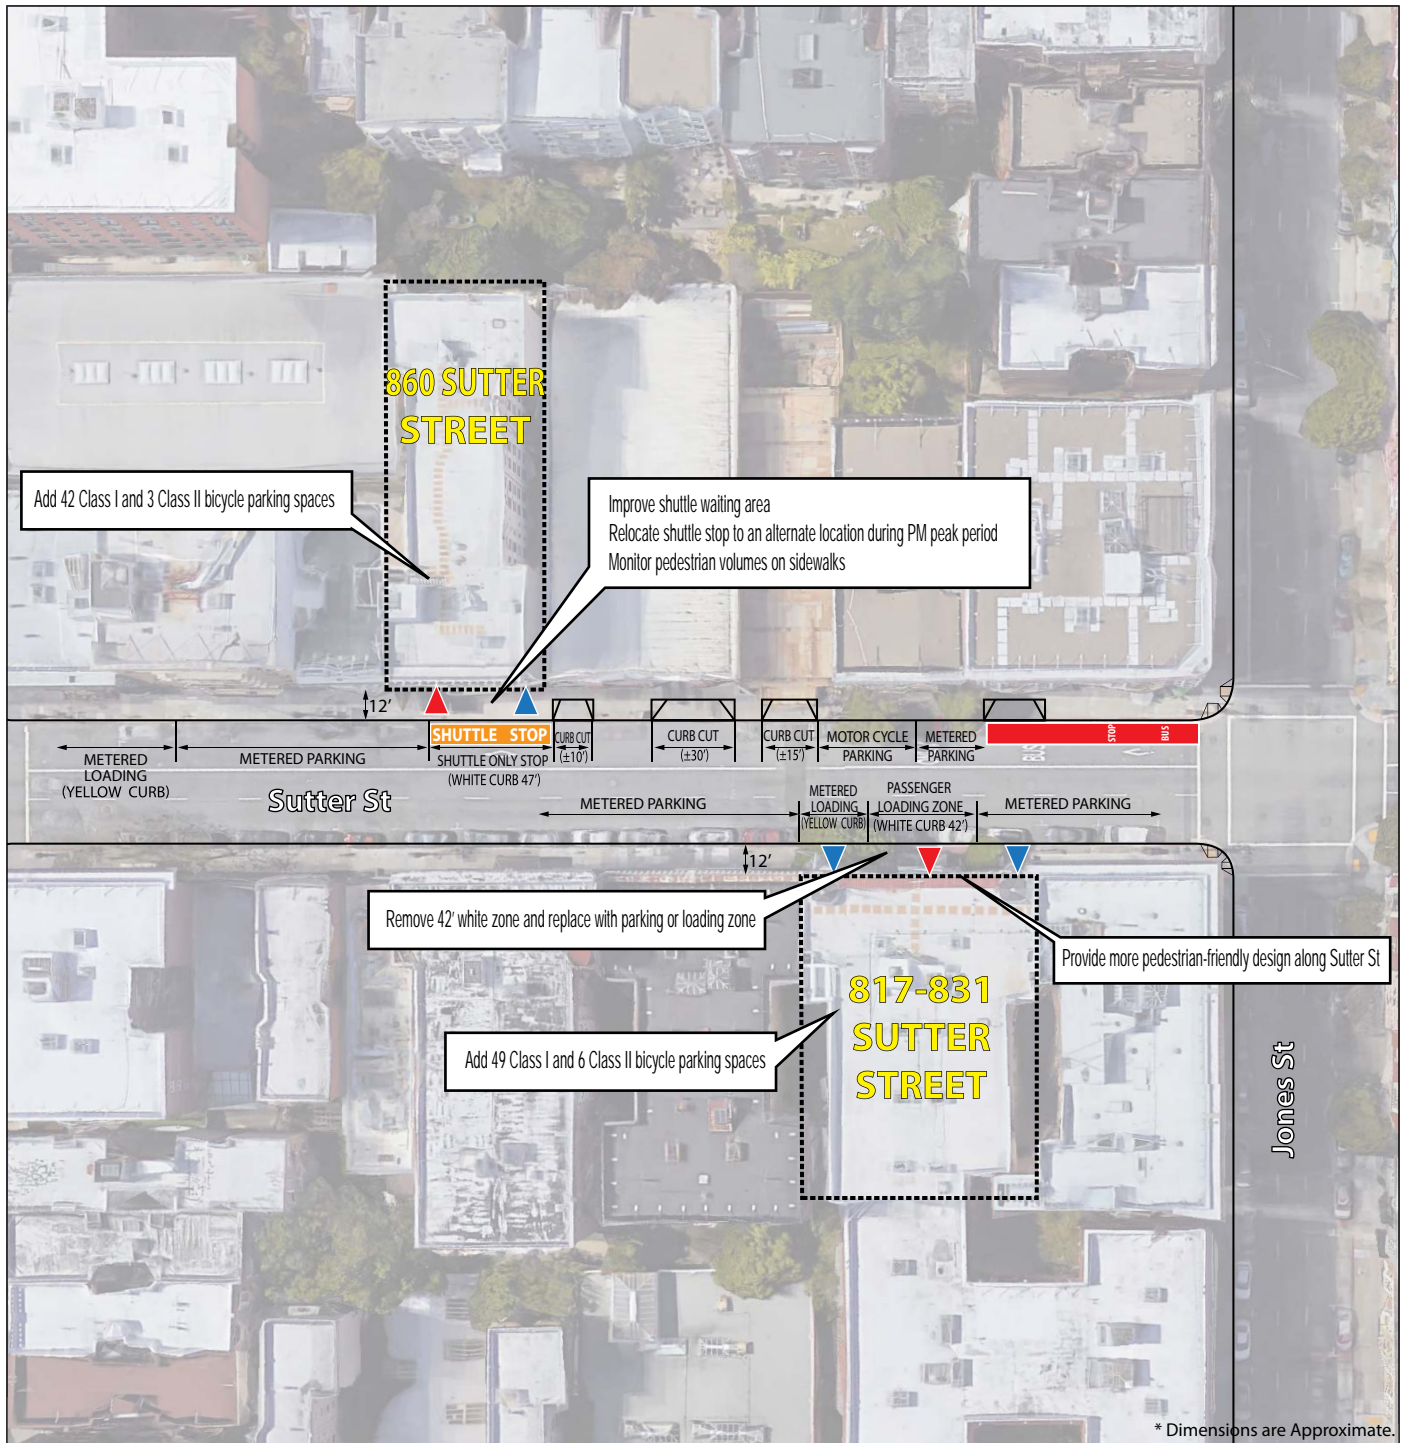 860 SUTTER
STREET
Add 42 Class I and 3 Class II bicycle parking spaces
Improve shuttle waiting area
Relocate shuttle stop to an alternate location during PM peak period
Monitor pedestrian volumes on sidewalks
12'
SHUTTLE STOP
CURB CUT
(±10')
CURB CUT
(±30')
CURB CUT
(±15')
MOTOR CYCLE
PARKING
METERED
PARKING
BUS
STOP
BUS
METERED
LOADING
(YELLOW CURB)
METERED PARKING
SHUTTLE ONLY STOP
(WHITE CURB 47')
Sutter St
METERED PARKING
METERED
LOADING
(YELLOW CURB)
PASSENGER
LOADING ZONE
(WHITE CURB 42')
METERED PARKING
12'
Remove 42' white zone and replace with parking or loading zone
Provide more pedestrian-friendly design along Sutter St
817-831
SUTTER
STREET
Add 49 Class I and 6 Class II bicycle parking spaces
Jones St
* Dimensions are Approximate.